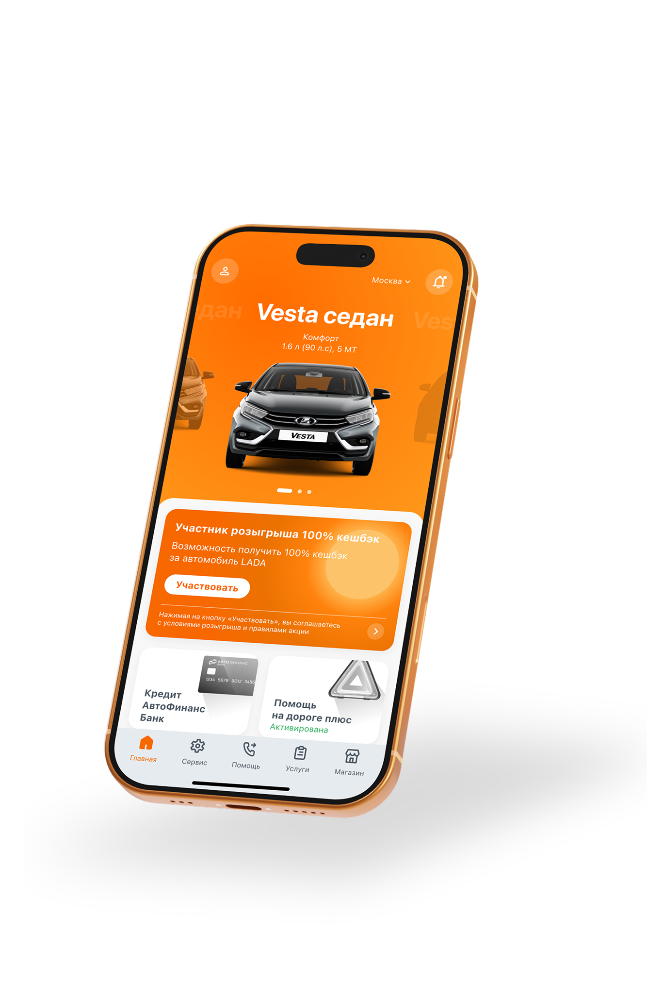 Москва
едан
Vesta седан
Ves
Комфорт
1.6 л (90 л.с), 5 МТ
VESTA
Участник розыгрыша 100% кешбэк
Возможность получить 100% кешбэк
за автомобиль LADA
Участвовать
Нажимая на кнопку «Участвовать», вы соглашаетесь
с условиями розыгрыша и правилами акции
АВТОФИНАНС
БАНК
1234 5678 9012 3456
Кредит
АвтоФинанс
Банк
Помощь
на дороге плюс
Активирована
Главная
Сервис
Помощь
Услуги
Магазин